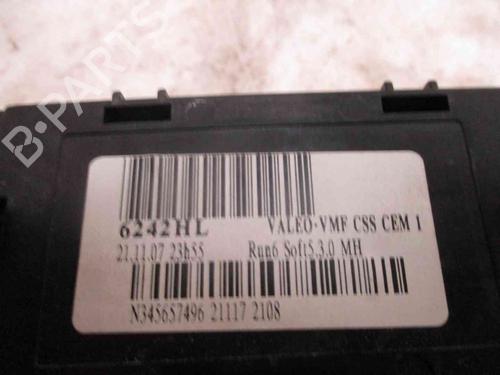 B-PARTS
6242HL VALEO-VMF CSS CEM 1
21.11.07 23h55 Run6 Soft5.3.0 MH
N345657496 21117 2108